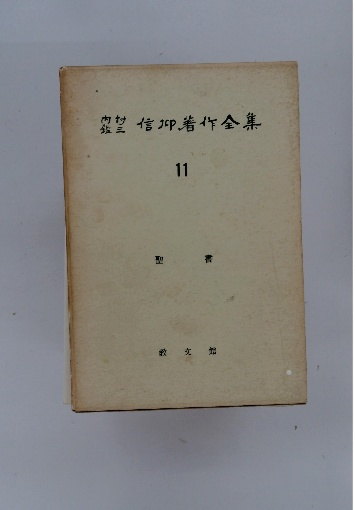 内村鑑三 信仰著作全集
11
聖書
教文館